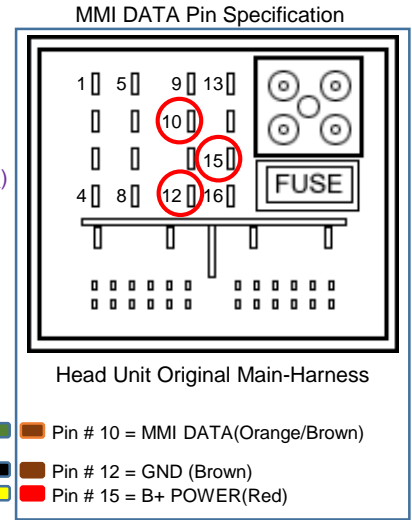 MMI DATA Pin Specification
1 5 9 13
10
15
)
FUSE
4 8 12 16
Head Unit Original Main-Harness
Pin # 10 = MMI DATA(Orange/Brown)
Pin # 12 = GND (Brown)
Pin # 15 = B+ POWER(Red)